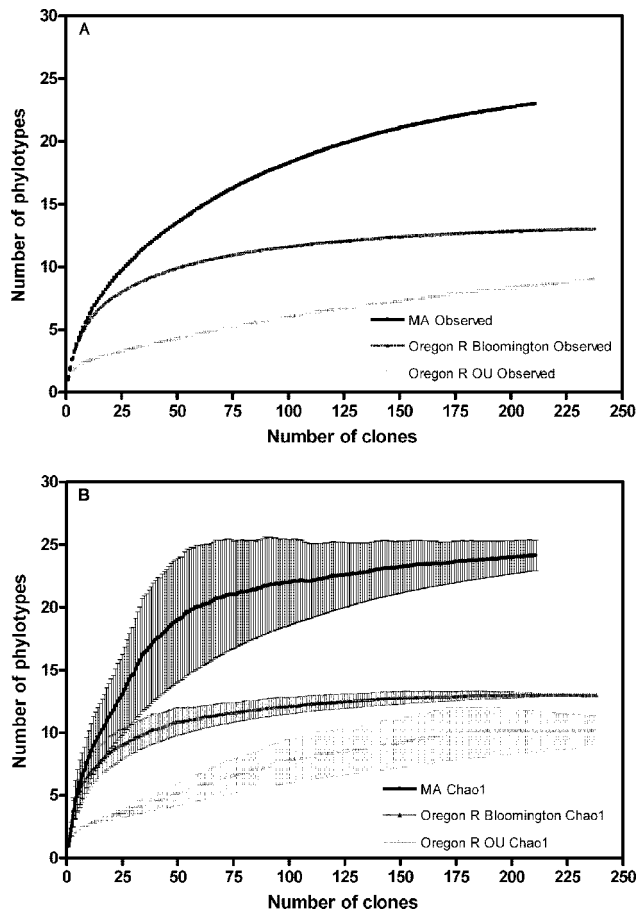 A
30
25
20
15
10
5
0
Number of phylotypes
MA Observed
Oregon R Bloomington Observed
Oregon R OU Observed
0 25 50 75 100 125 150 175 200 225 250
Number of clones
B
30
25
20
15
10
5
0
Number of phylotypes
MA Chao1
Oregon R Bloomington Chao1
Oregon R OU Chao1
0 25 50 75 100 125 150 175 200 225 250
Number of clones